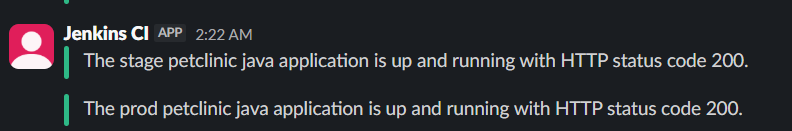 Jenkins CI APP 2:22 AM
The stage petclinic java application is up and running with HTTP status code 200.
The prod petclinic java application is up and running with HTTP status code 200.